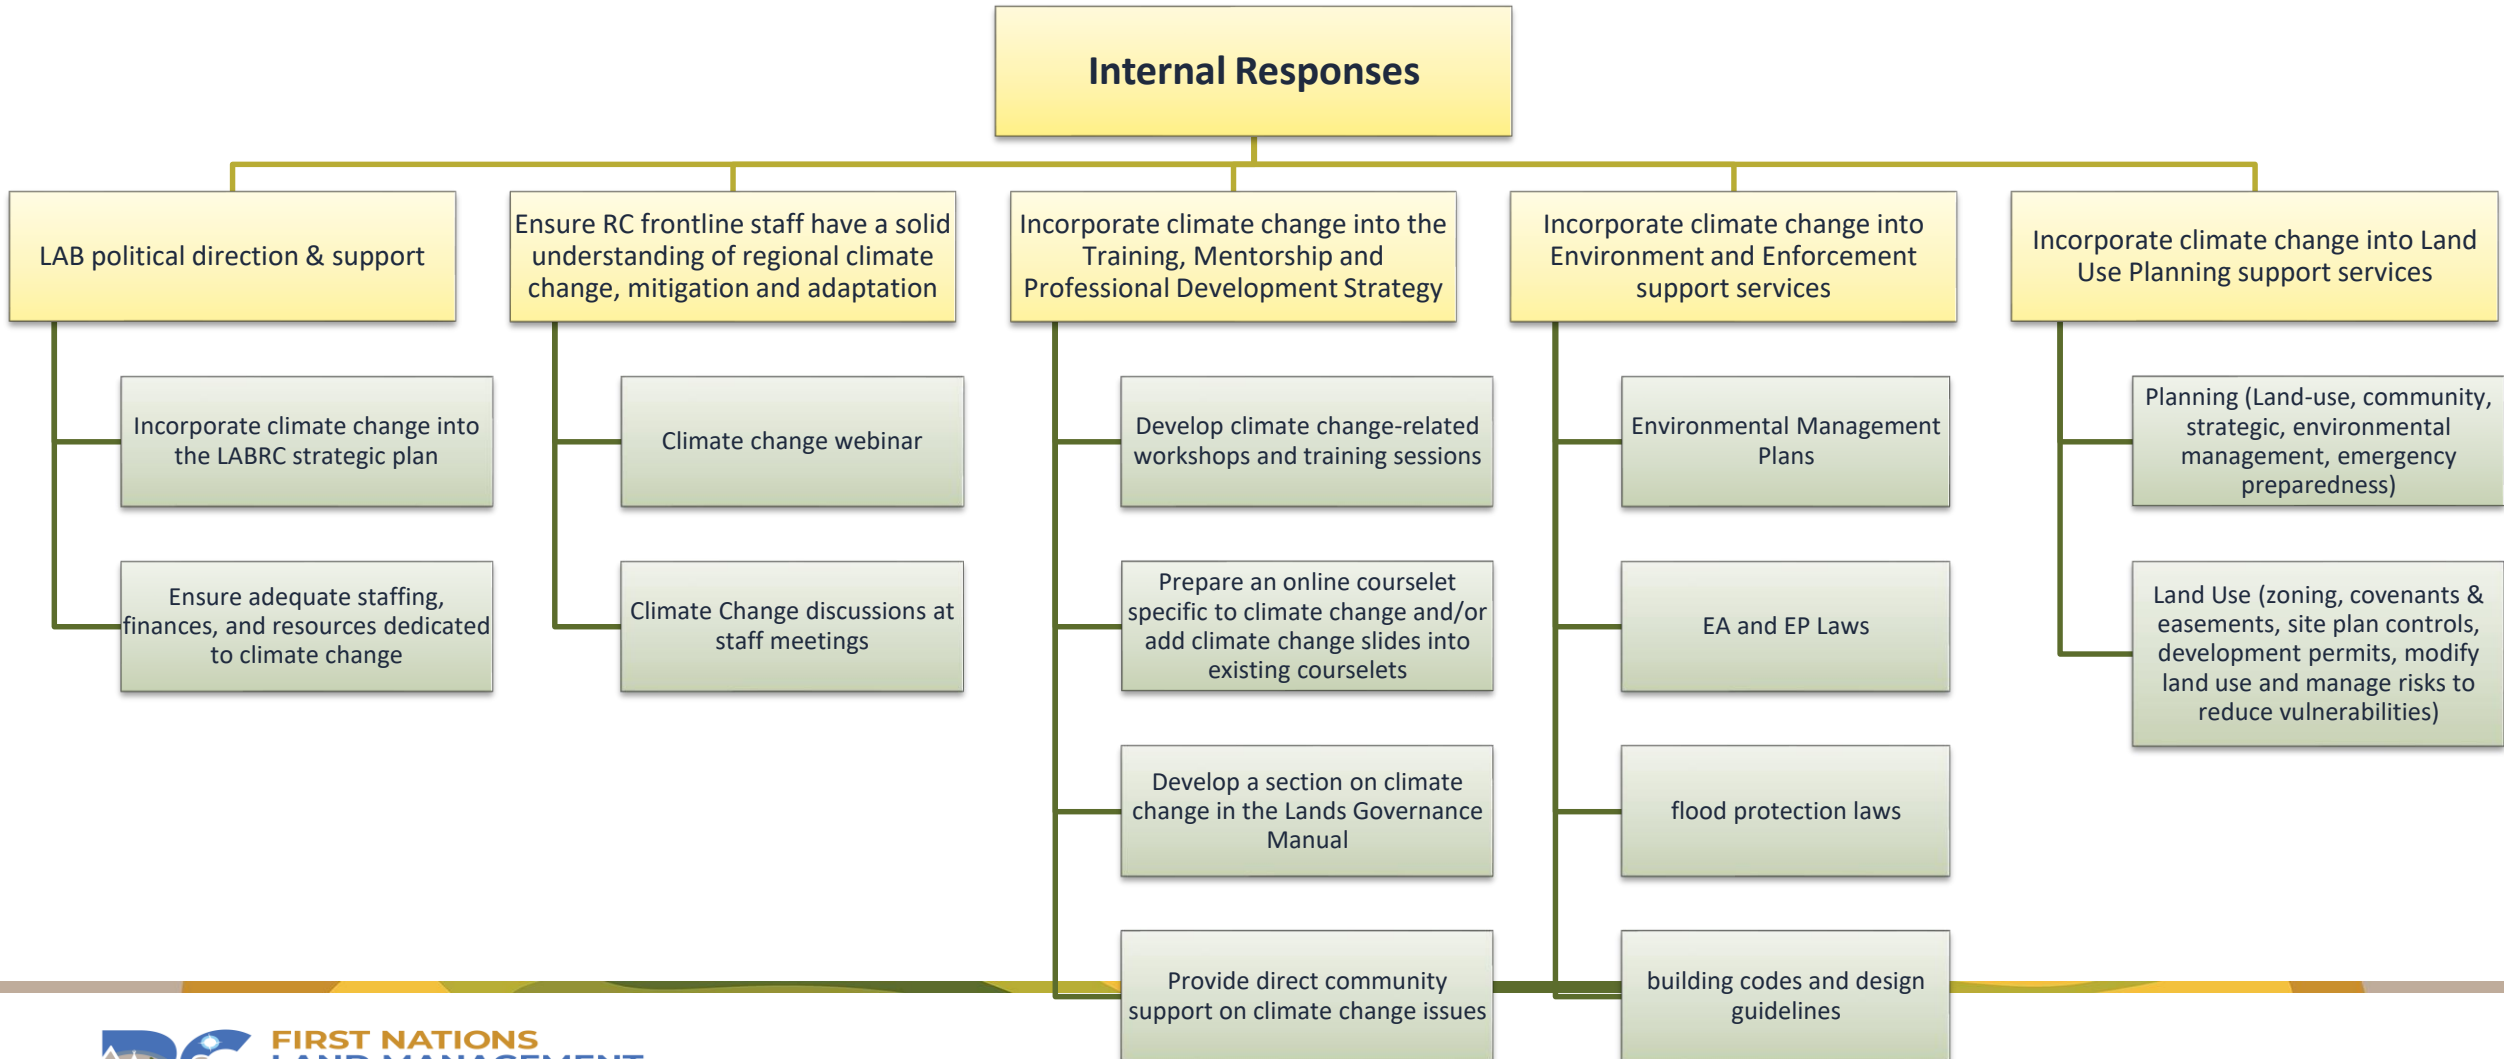 Internal Responses
LAB political direction & support
Incorporate climate change into
the LABRC strategic plan
Ensure adequate staffing,
finances, and resources dedicated
to climate change
Ensure RC frontline staff have a solid
understanding of regional climate
change, mitigation and adaptation
Climate change webinar
Climate Change discussions at
staff meetings
Incorporate climate change into the
Training, Mentorship and
Professional Development Strategy
Develop climate change-related
workshops and training sessions
Prepare an online courselet
specific to climate change and/or
add climate change slides into
existing courselets
Develop a section on climate
change in the Lands Governance
Manual
Provide direct community
support on climate change issues
Incorporate climate change into
Environment and Enforcement
support services
Environmental Management
Plans
EA and EP Laws
flood protection laws
building codes and design
guidelines
Incorporate climate change into Land
Use Planning support services
Planning (Land-use, community,
strategic, environmental
management, emergency
preparedness)
Land Use (zoning, covenants &
easements, site plan controls,
development permits, modify
land use and manage risks to
reduce vulnerabilities)
RC
FIRST NATIONS
LAND MANAGEMENT